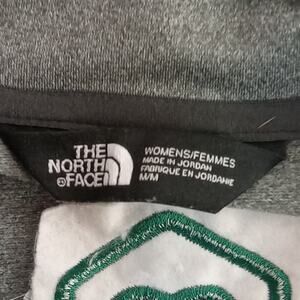 THE
NORTH
FACE
WOMENS/FEMMES
MADE IN JORDAN
FABRIQUE EN JORDANIE
M/M